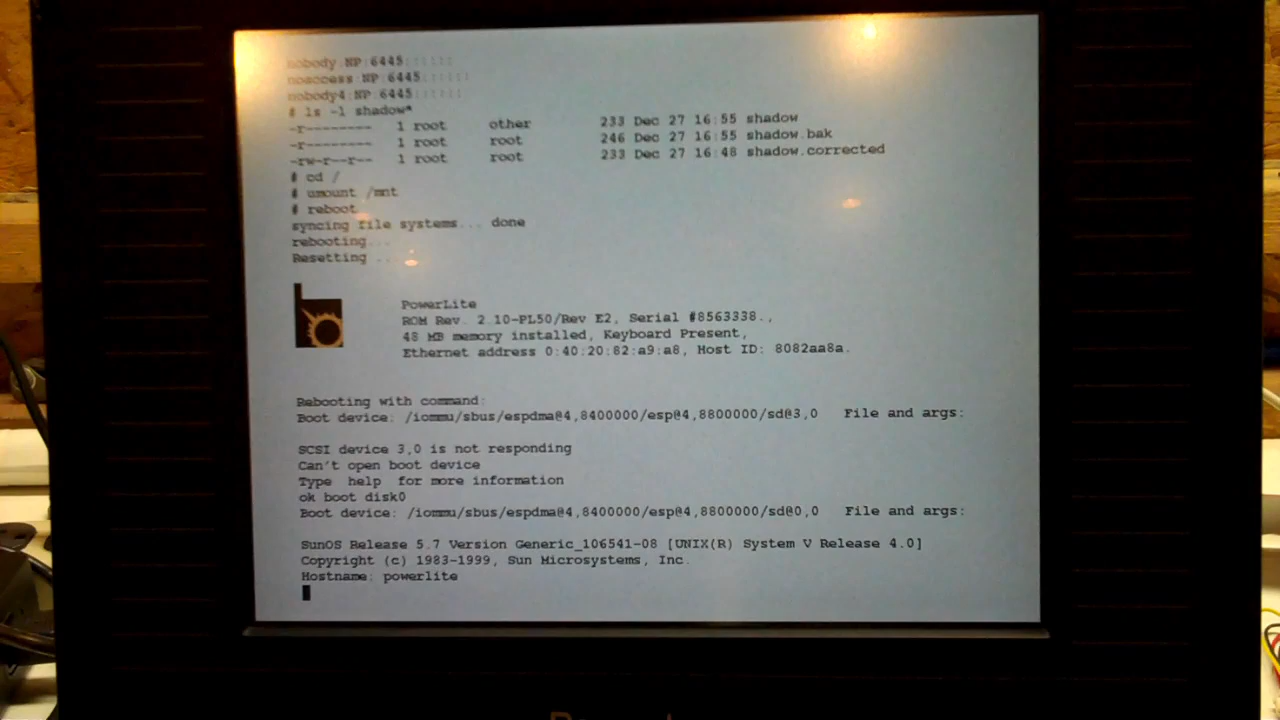 nobody:NP:6445::::::
noaccess:NP:6445::::::
nobody4:NP:6445::::::
# ls -l shadow*
-r-------- 1 root other 233 Dec 27 16:55 shadow
-r-------- 1 root root 246 Dec 27 16:55 shadow.bak
-rw-r--r-- 1 root root 233 Dec 27 16:48 shadow.corrected
# cd /
# umount /mnt
# reboot
syncing file systems... done
rebooting...
Resetting ...
PowerLite
ROM Rev. 2.10-PL50/Rev E2, Serial #8563338.,
48 MB memory installed, Keyboard Present,
Ethernet address 0:40:20:82:a9:a8, Host ID: 8082aa8a.
Rebooting with command:
Boot device: /iommu/sbus/espdma@4,8400000/esp@4,8800000/sd@3,0 File and args:
SCSI device 3,0 is not responding
Can't open boot device
Type help for more information
ok boot disk0
Boot device: /iommu/sbus/espdma@4,8400000/esp@4,8800000/sd@0,0 File and args:
SunOS Release 5.7 Version Generic_106541-08 [UNIX(R) System V Release 4.0]
Copyright (c) 1983-1999, Sun Microsystems, Inc.
Hostname: powerlite